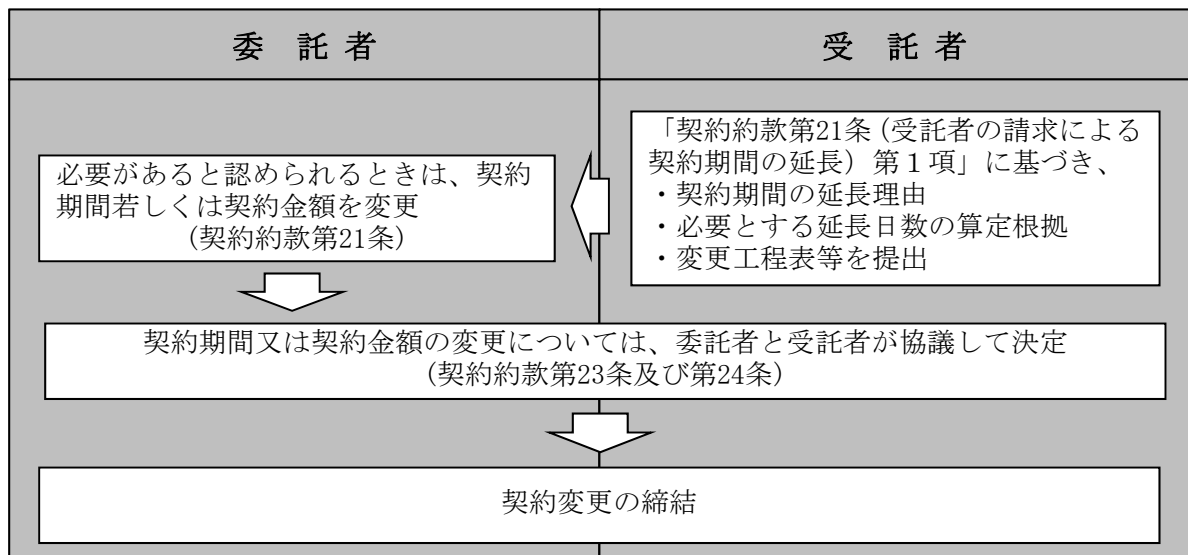 委 託 者
受 託 者
「契約約款第21条(受託者の請求による
契約期間の延長)第1項」に基づき、
・契約期間の延長理由
・必要とする延長日数の算定根拠
・変更工程表等を提出
必要があると認められるときは、契約
期間若しくは契約金額を変更
(契約約款第21条)
契約期間又は契約金額の変更については、委託者と受託者が協議して決定
(契約約款第23条及び第24条)
契約変更の締結